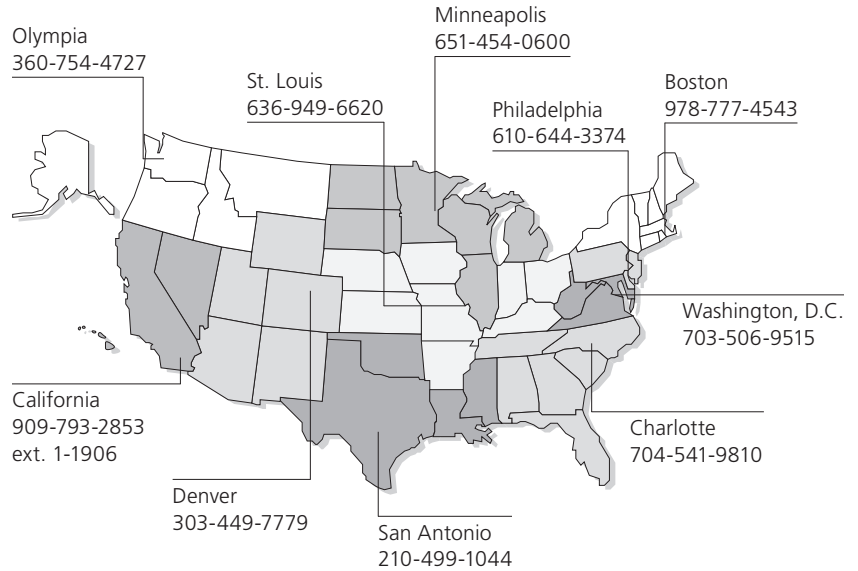 Olympia
360-754-4727
Minneapolis
651-454-0600
St. Louis
636-949-6620
Philadelphia
610-644-3374
Boston
978-777-4543
Washington, D.C.
703-506-9515
California
909-793-2853
ext. 1-1906
Charlotte
704-541-9810
Denver
303-449-7779
San Antonio
210-499-1044